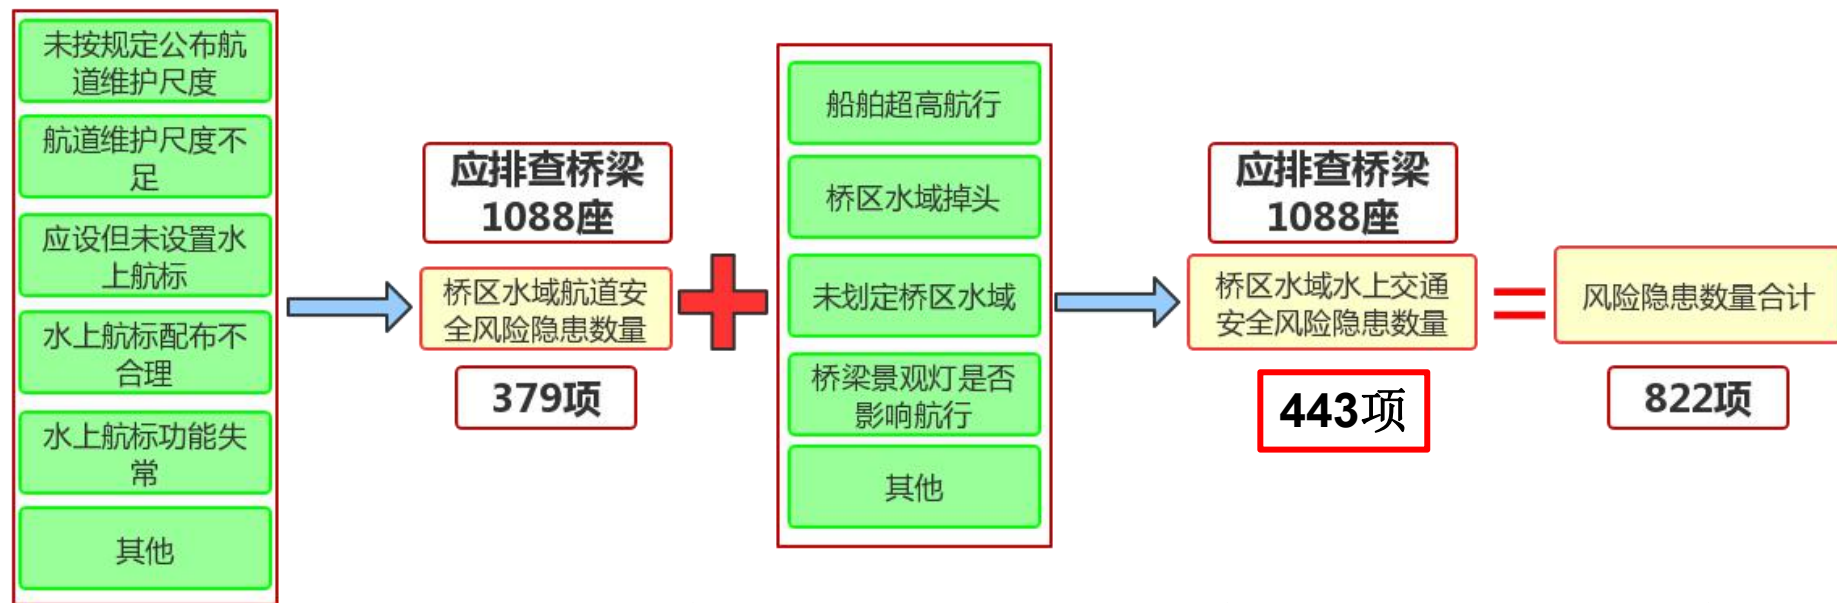 未按规定公布航
道维护尺度
航道维护尺度不
足
应设但未设置水
上航标
水上航标配布不
合理
水上航标功能失
常
其他
应排查桥梁
1088座
桥区水域航道安
全风险隐患数量
379项
船舶超高航行
桥区水域掉头
未划定桥区水域
桥梁景观灯是否
影响航行
其他
应排查桥梁
1088座
桥区水域水上交通
安全风险隐患数量
443项
风险隐患数量合计
822项